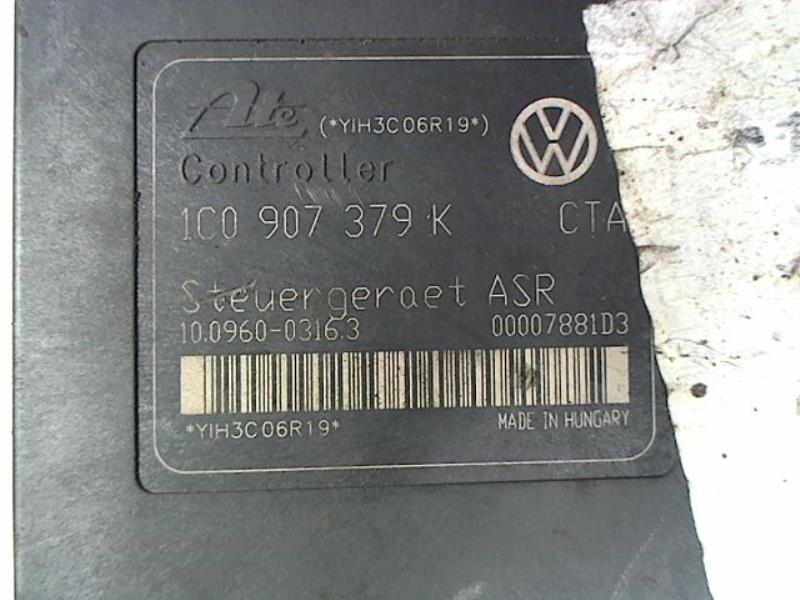 Ate (*YIH3C06R19*)
Controller
1C0 907 379 K CTA
Steuergeraet ASR
10.0960-0316.3 00007881D3
*YIH3C06R19* MADE IN HUNGARY